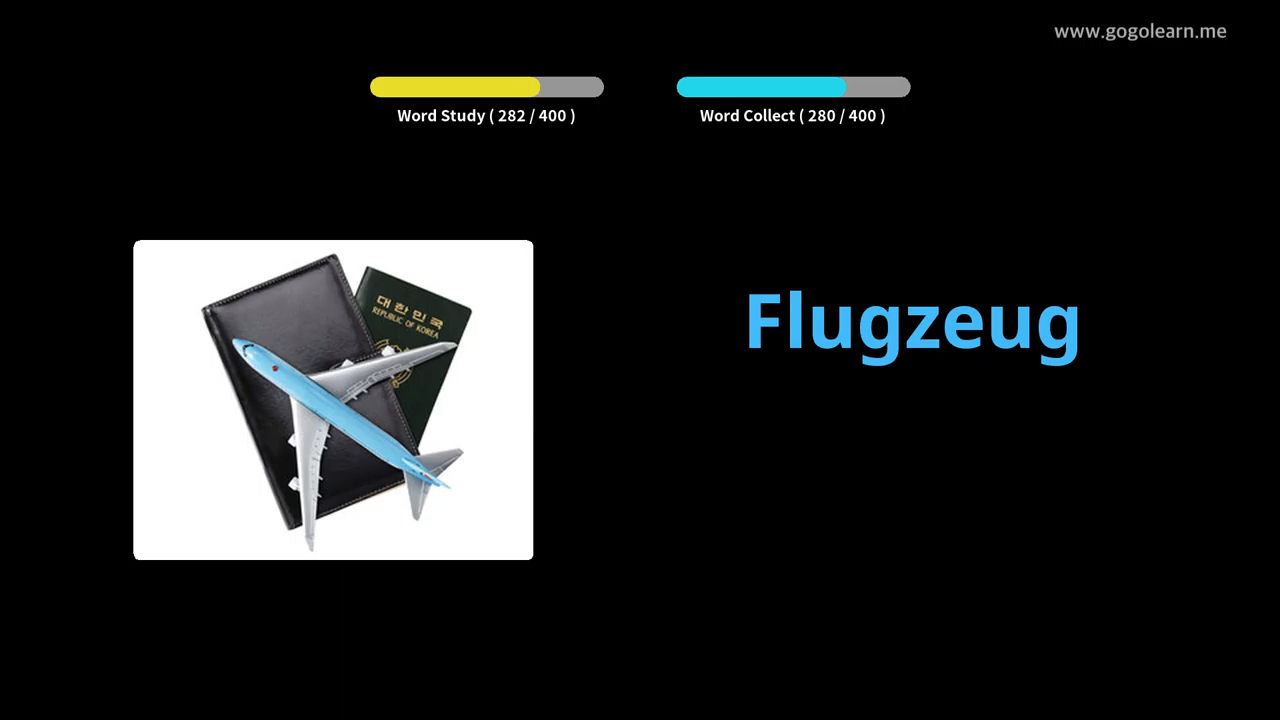 www.gogolearn.me
Word Study ( 282 / 400 )
Word Collect ( 280 / 400 )
대한민국
REPUBLIC OF KOREA
Flugzeug